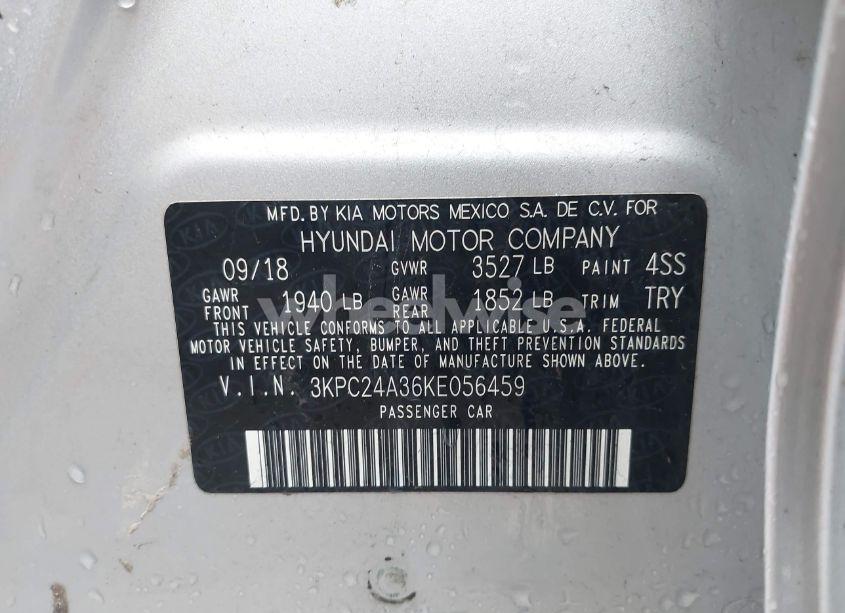 MFD. BY KIA MOTORS MEXICO S.A. DE C.V. FOR
HYUNDAI MOTOR COMPANY
09/18 GVWR 3527 LB PAINT 4SS
GAWR FRONT 1940 LB GAWR REAR 1852 LB TRIM TRY
THIS VEHICLE CONFORMS TO ALL APPLICABLE U.S.A. FEDERAL
MOTOR VEHICLE SAFETY, BUMPER, AND THEFT PREVENTION STANDARDS
IN EFFECT ON THE DATE OF MANUFACTURE SHOWN ABOVE.
V.I.N. 3KPC24A36KE056459
PASSENGER CAR
wheelwise